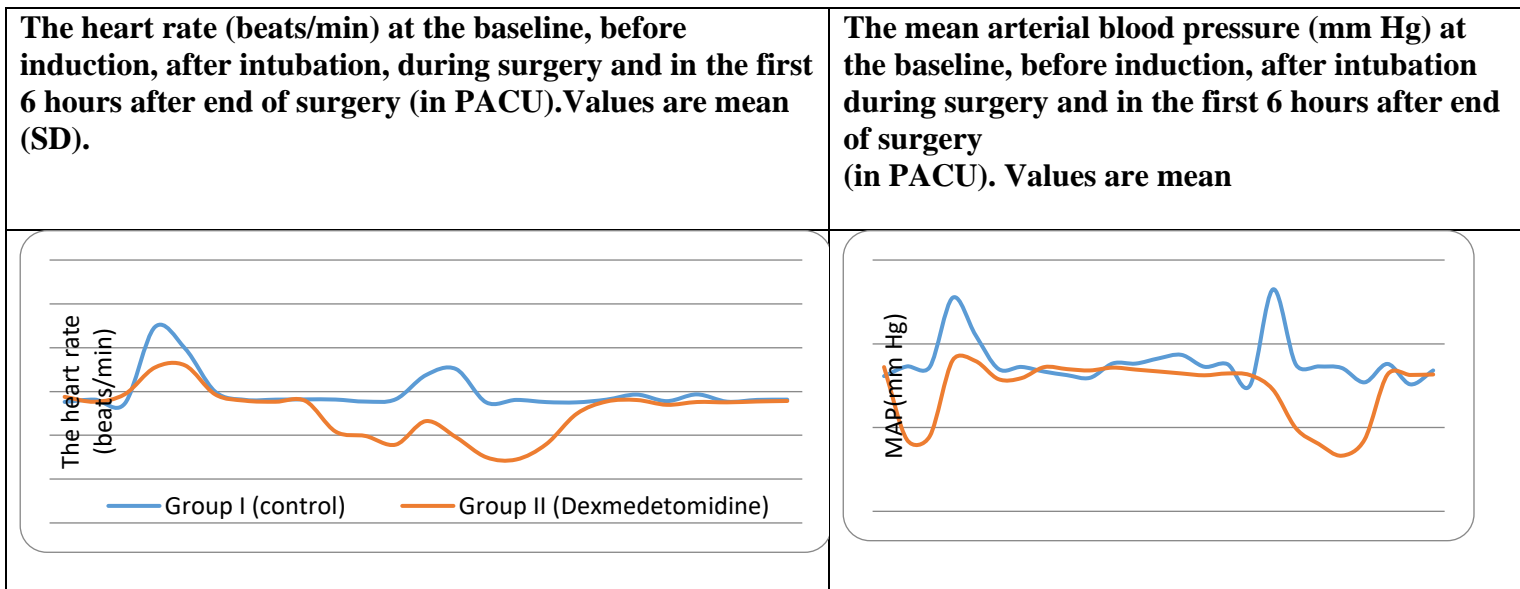 The heart rate (beats/min) at the baseline, before
induction, after intubation, during surgery and in the first
6 hours after end of surgery (in PACU).Values are mean
(SD).
The mean arterial blood pressure (mm Hg) at
the baseline, before induction, after intubation
during surgery and in the first 6 hours after end
of surgery
(in PACU). Values are mean
The heart rate
(beats/min)
Group I (control)
Group II (Dexmedetomidine)
MAP(mm Hg)